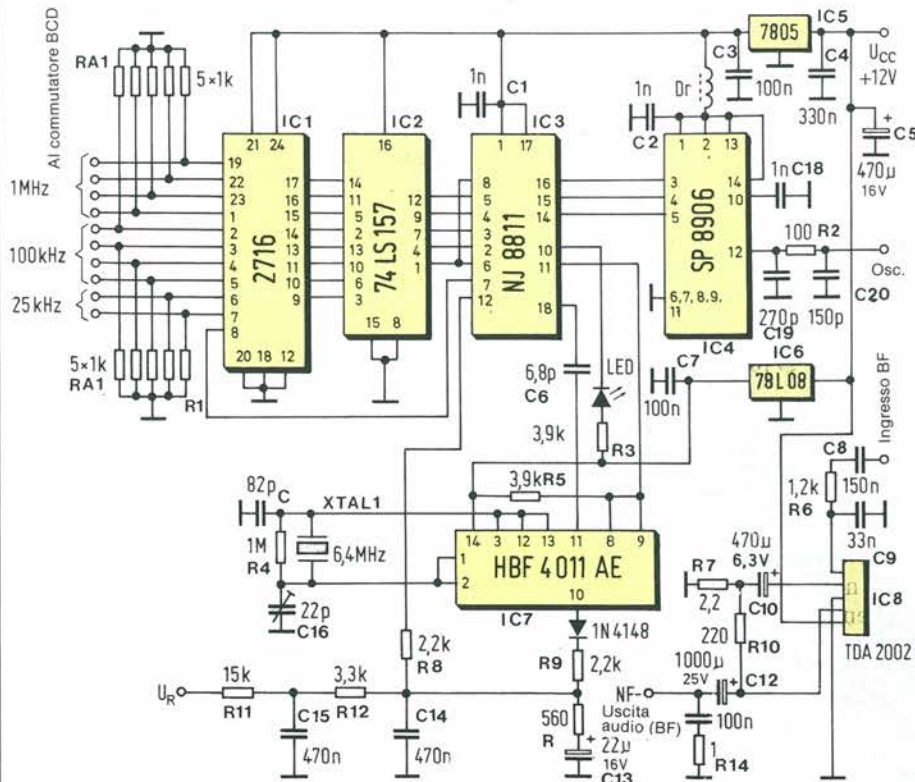 Al commutatore BCD
RA1
5×1k
1MHz
100kHz
25kHz
5×1k
RA1
R1
IC1
21 24
2716
19
22
23
1
2
3
4
5
6
7
8
17
16
15
14
13
11
10
9
20 18 12
IC2
16
74LS157
14
11
5
2
13
10
6
3
12
9
7
4
15 8
1n
C1
IC3
1 17
NJ 8811
8
5
4
3
2
6
7
12
16
15
14
10
11
18
1n
C2
Dr
C3
100n
7805
IC5
C4
330n
UCC
+12V
+
C5
470µ
16V
1 2 13
SP 8906
3
4
5
14
10
12
6,7,8,9.
11
IC4
1n C18
100 R2
Osc.
C19
270p
C20
150p
6,8p
C6
LED
3,9k
R3
C7
100n
IC6
78L08
Ingresso BF
C8
150n
1,2k
R6
33n
C9
3,9k R5
82p
C
XTAL1
1M
R4
6,4MHz
22p
C16
14 3 12 13 11 8 9
1
2
HBF 4011 AE
10
IC7
1N4148
R9
2,2k
2,2k
R8
470µ
6,3V
R7
2,2
C10
220
R10
IC8
TDA 2002
1000µ
25V
+
C12
NF-
Uscita
audio (BF)
100n
1
R14
UR
15k
R11
3,3k
R12
C15
470n
C14
470n
560
R
+
22µ
16V
C13